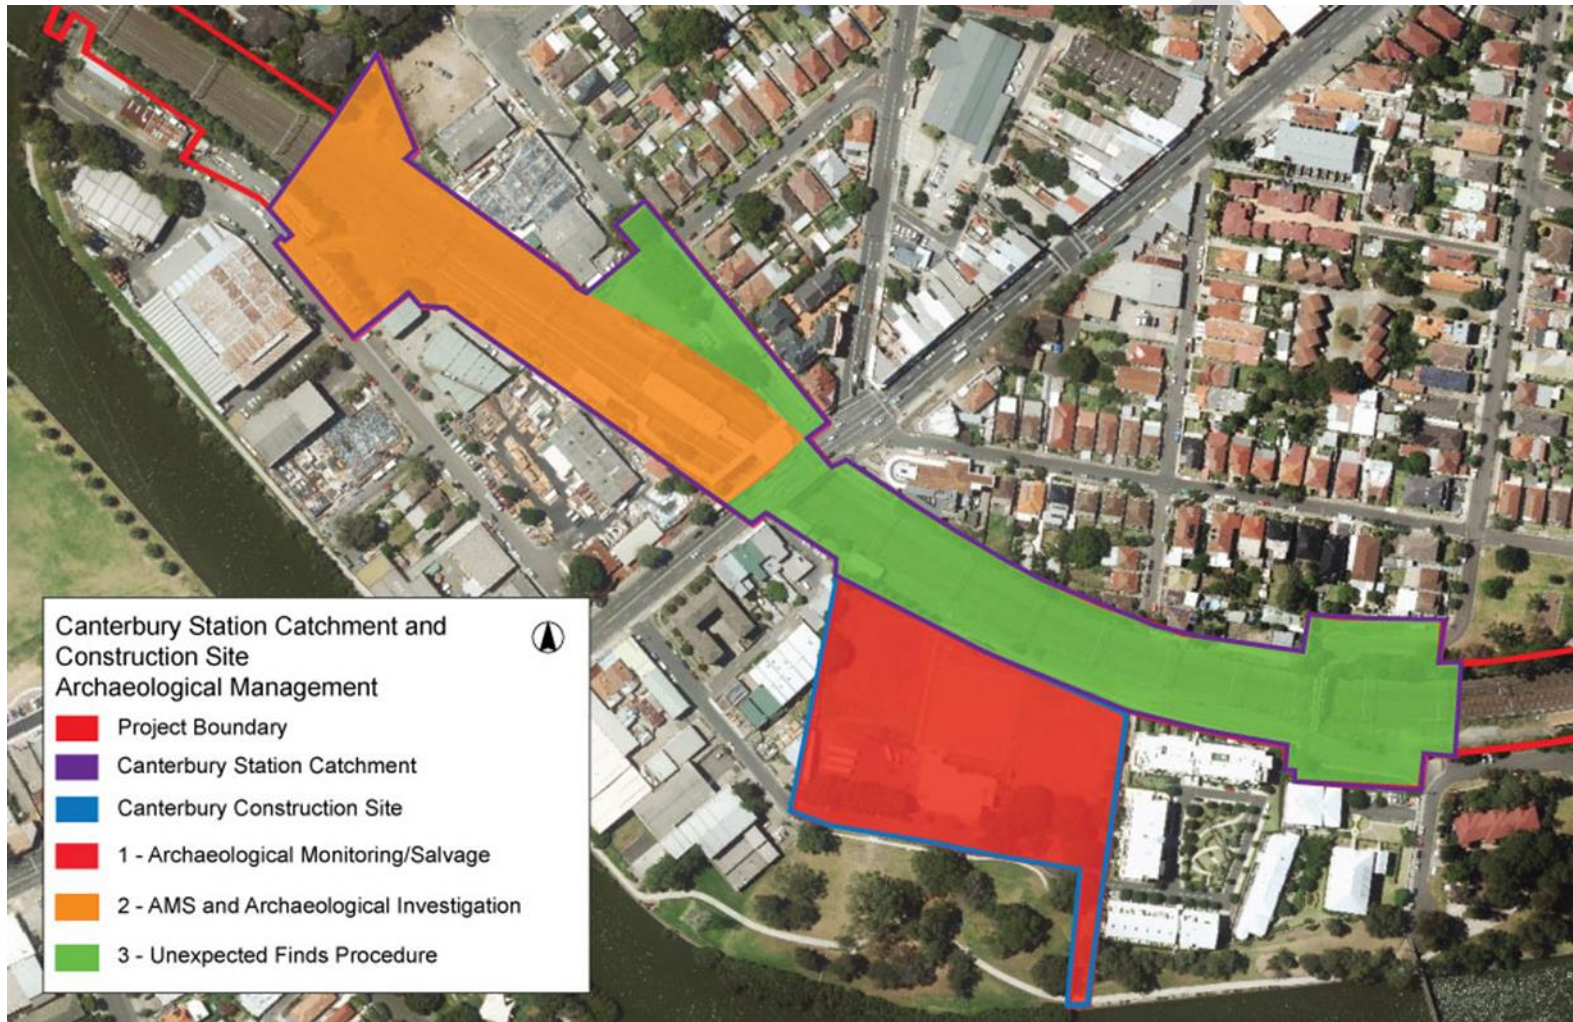 Canterbury Station Catchment and
Construction Site
Archaeological Management
Project Boundary
Canterbury Station Catchment
Canterbury Construction Site
1 - Archaeological Monitoring/Salvage
2 - AMS and Archaeological Investigation
3 - Unexpected Finds Procedure